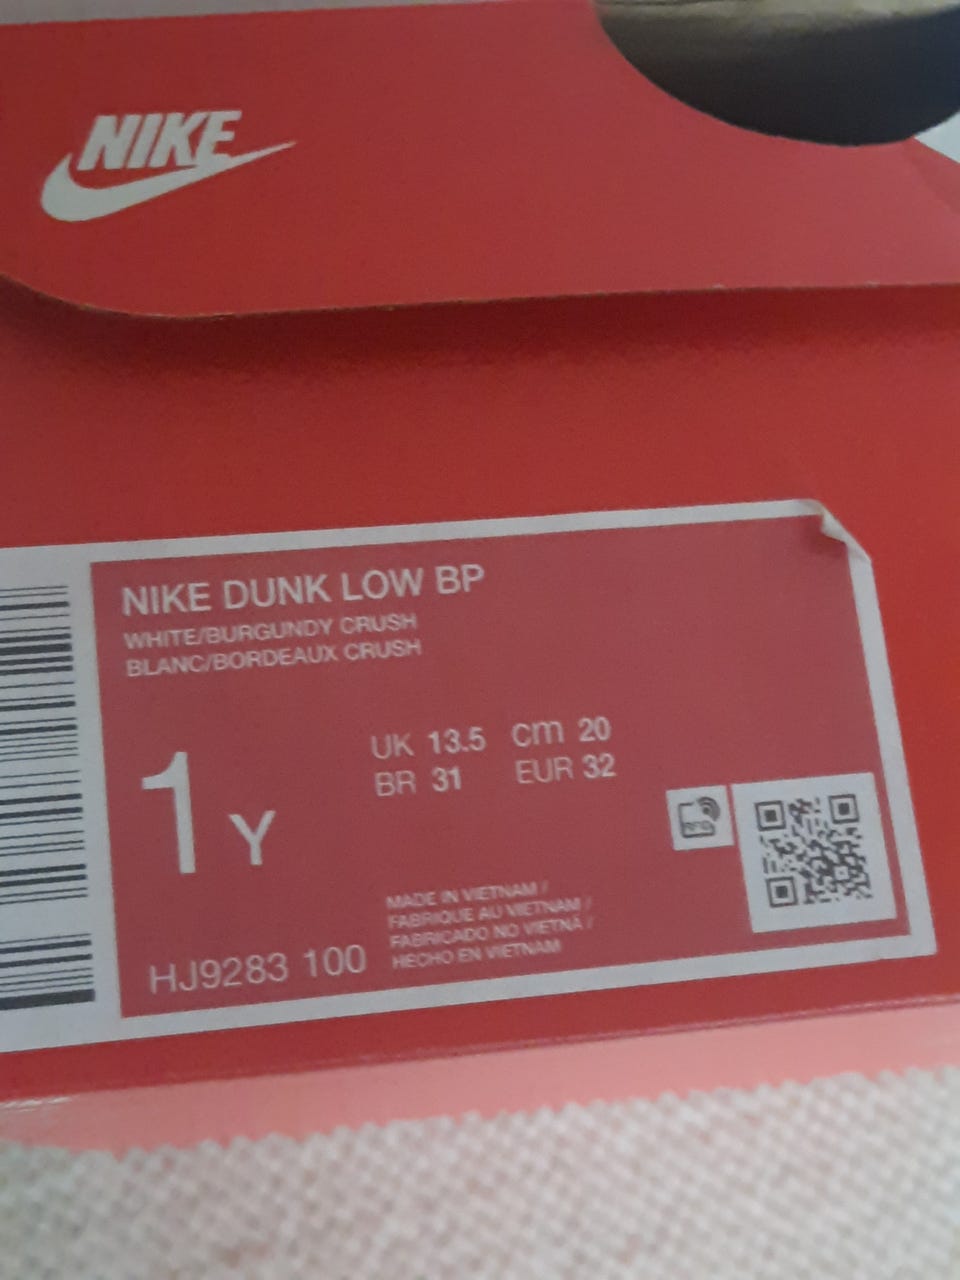 NIKE
NIKE DUNK LOW BP
WHITE/BURGUNDY CRUSH
BLANC/BORDEAUX CRUSH
1Y
UK 13.5 cm 20
BR 31 EUR 32
RFID
MADE IN VIETNAM /
FABRIQUE AU VIETNAM /
FABRICADO NO VIETNÃ /
HECHO EN VIETNAM
HJ9283 100